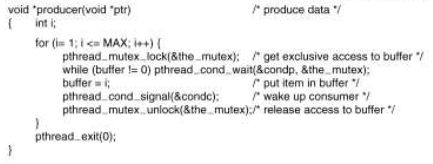 void *producer(void *ptr) /* produce data */
{ int i;
for (i= 1; i <= MAX; i++) {
pthread_mutex_lock(&the_mutex); /* get exclusive access to buffer */
while (buffer != 0) pthread_cond_wait(&condp, &the_mutex);
buffer = i; /* put item in buffer */
pthread_cond_signal(&condc); /* wake up consumer */
pthread_mutex_unlock(&the_mutex);/* release access to buffer */
}
pthread_exit(0);
}